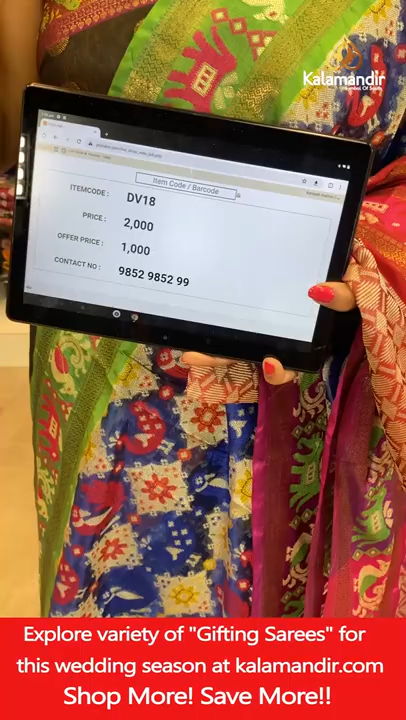 Kalamandir
Item Code / Barcode
ITEMCODE : DV18
PRICE : 2,000
OFFER PRICE : 1,000
CONTACT NO : 9852 9852 99
Explore variety of "Gifting Sarees" for
this wedding season at kalamandir.com
Shop More! Save More!!